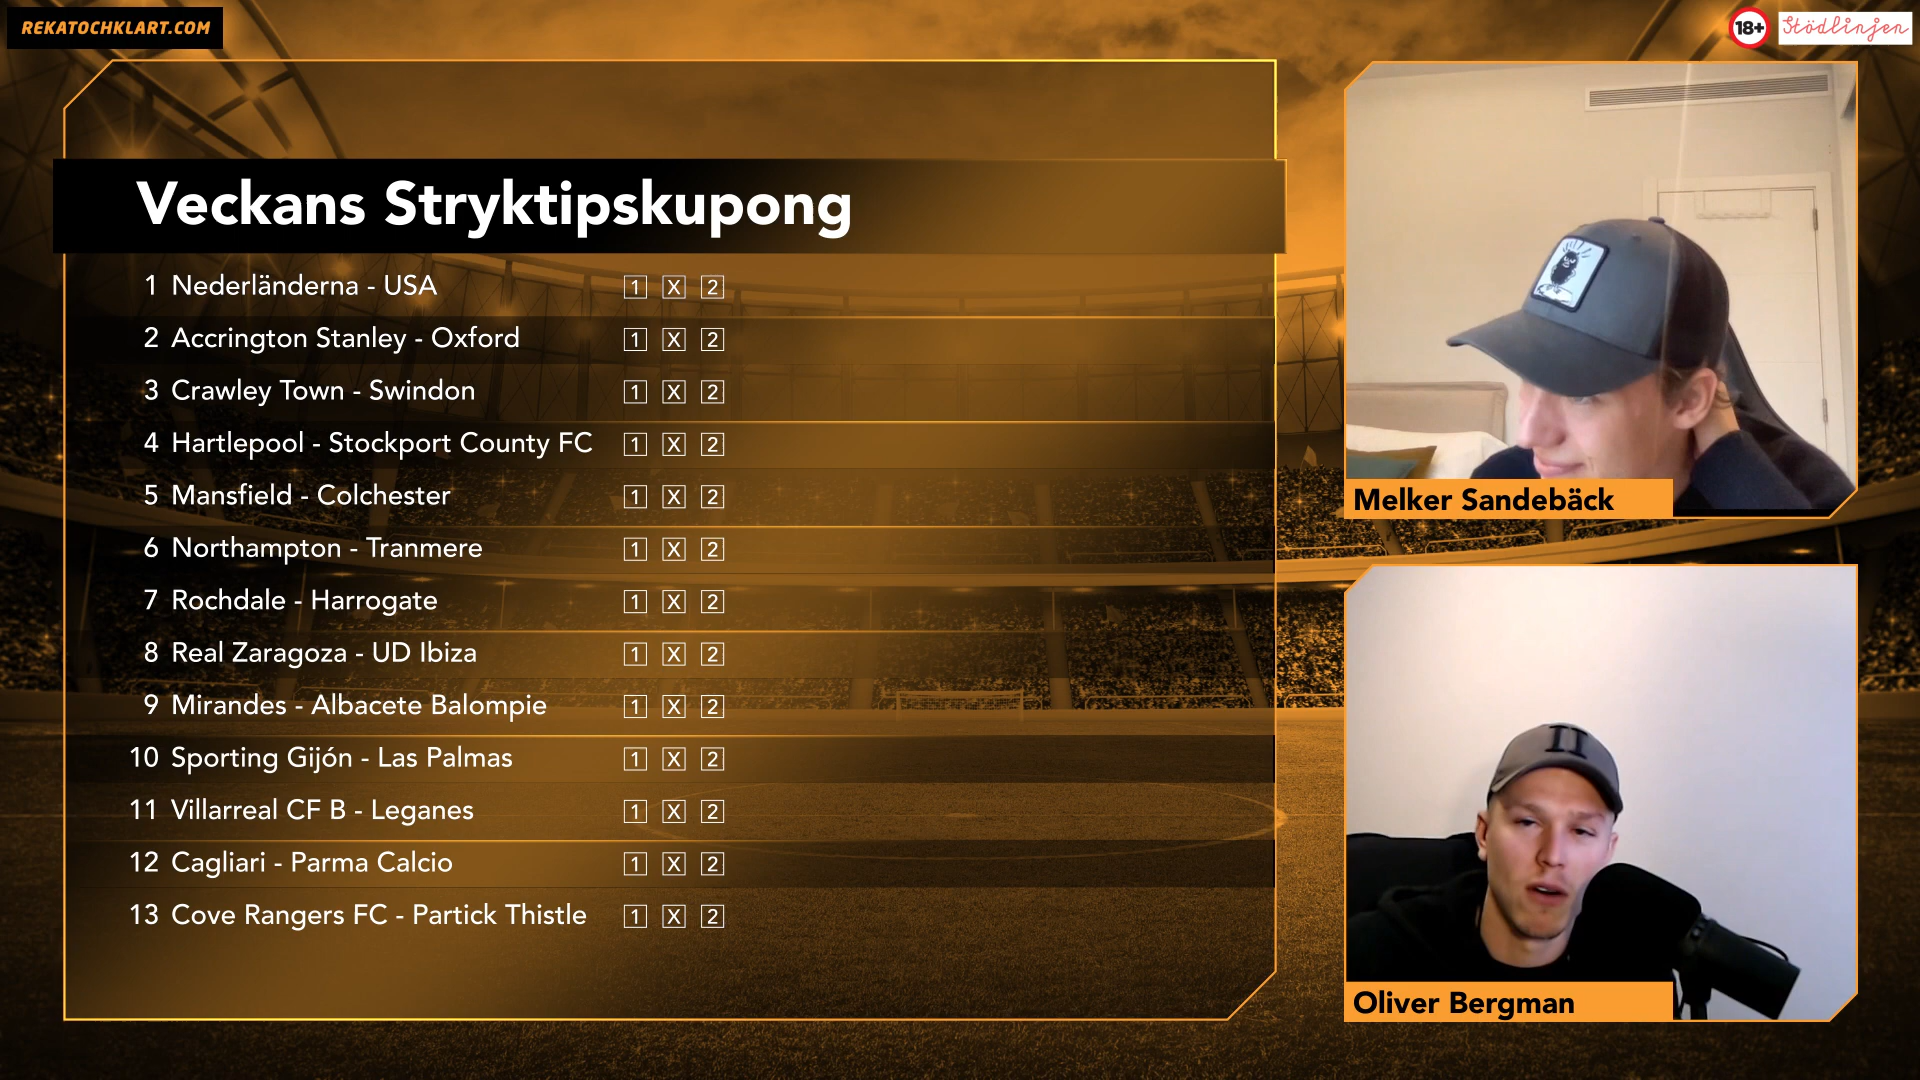 REKATOCHKLART.COM
18+
Stödlinjen
Veckans Stryktipskupong
1 Nederländerna - USA 1 X 2
2 Accrington Stanley - Oxford 1 X 2
3 Crawley Town - Swindon 1 X 2
4 Hartlepool - Stockport County FC 1 X 2
5 Mansfield - Colchester 1 X 2
6 Northampton - Tranmere 1 X 2
7 Rochdale - Harrogate 1 X 2
8 Real Zaragoza - UD Ibiza 1 X 2
9 Mirandes - Albacete Balompie 1 X 2
10 Sporting Gijón - Las Palmas 1 X 2
11 Villarreal CF B - Leganes 1 X 2
12 Cagliari - Parma Calcio 1 X 2
13 Cove Rangers FC - Partick Thistle 1 X 2
Melker Sandebäck
II
Oliver Bergman